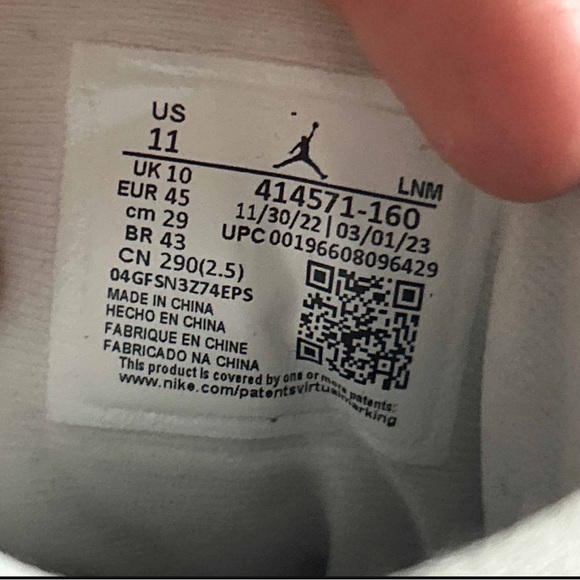 US
11
UK 10
EUR 45
cm 29
BR 43
CN 290(2.5)
04GFSN3Z74EPS
MADE IN CHINA
HECHO EN CHINA
FABRIQUE EN CHINE
FABRICADO NA CHINA
LNM
414571-160
11/30/22 | 03/01/23
UPC 00196608096429
This product is covered by one or more patents:
www.nike.com/patentsvirtualmarking